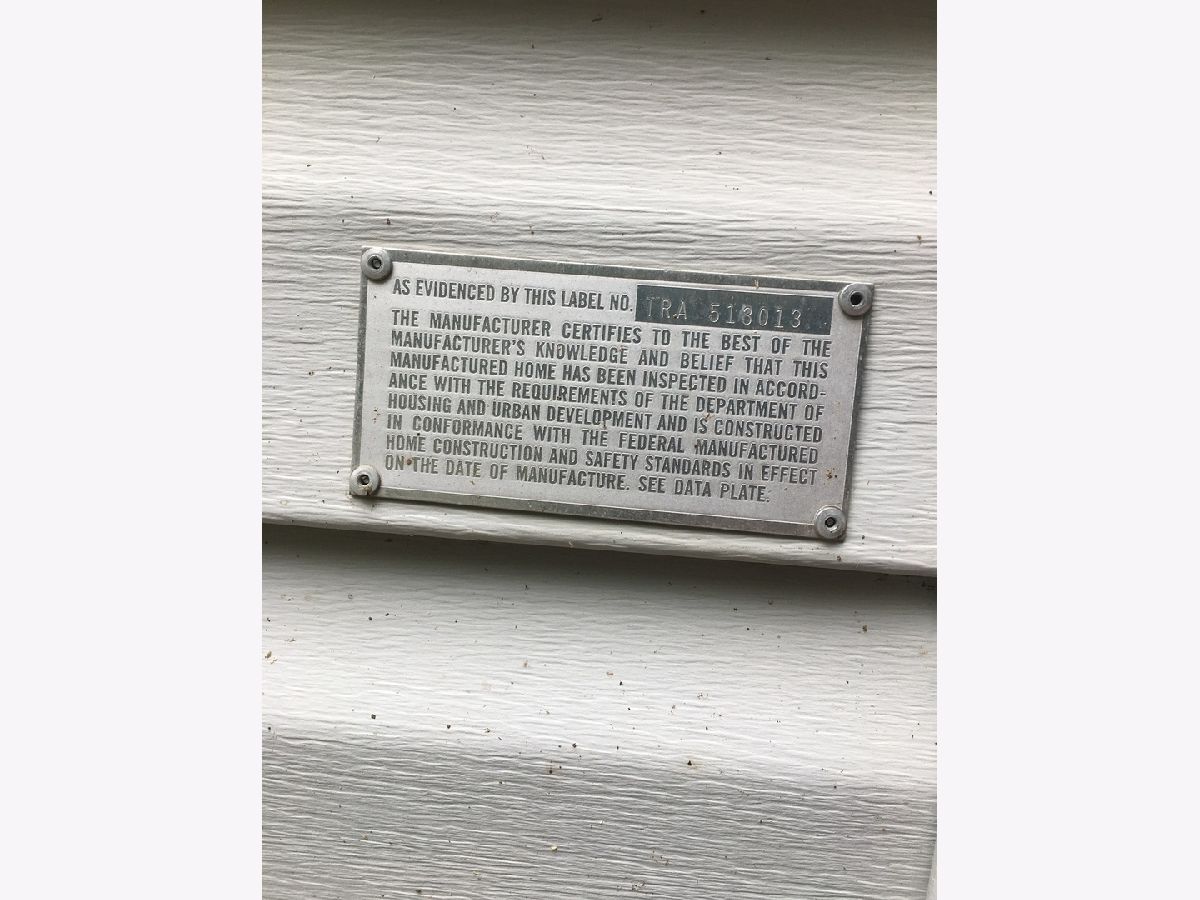 AS EVIDENCED BY THIS LABEL NO. TRA 513013
THE MANUFACTURER CERTIFIES TO THE BEST OF THE
MANUFACTURER'S KNOWLEDGE AND BELIEF THAT THIS
MANUFACTURED HOME HAS BEEN INSPECTED IN ACCORD-
ANCE WITH THE REQUIREMENTS OF THE DEPARTMENT OF
HOUSING AND URBAN DEVELOPMENT AND IS CONSTRUCTED
IN CONFORMANCE WITH THE FEDERAL MANUFACTURED
HOME CONSTRUCTION AND SAFETY STANDARDS IN EFFECT
ON THE DATE OF MANUFACTURE. SEE DATA PLATE.